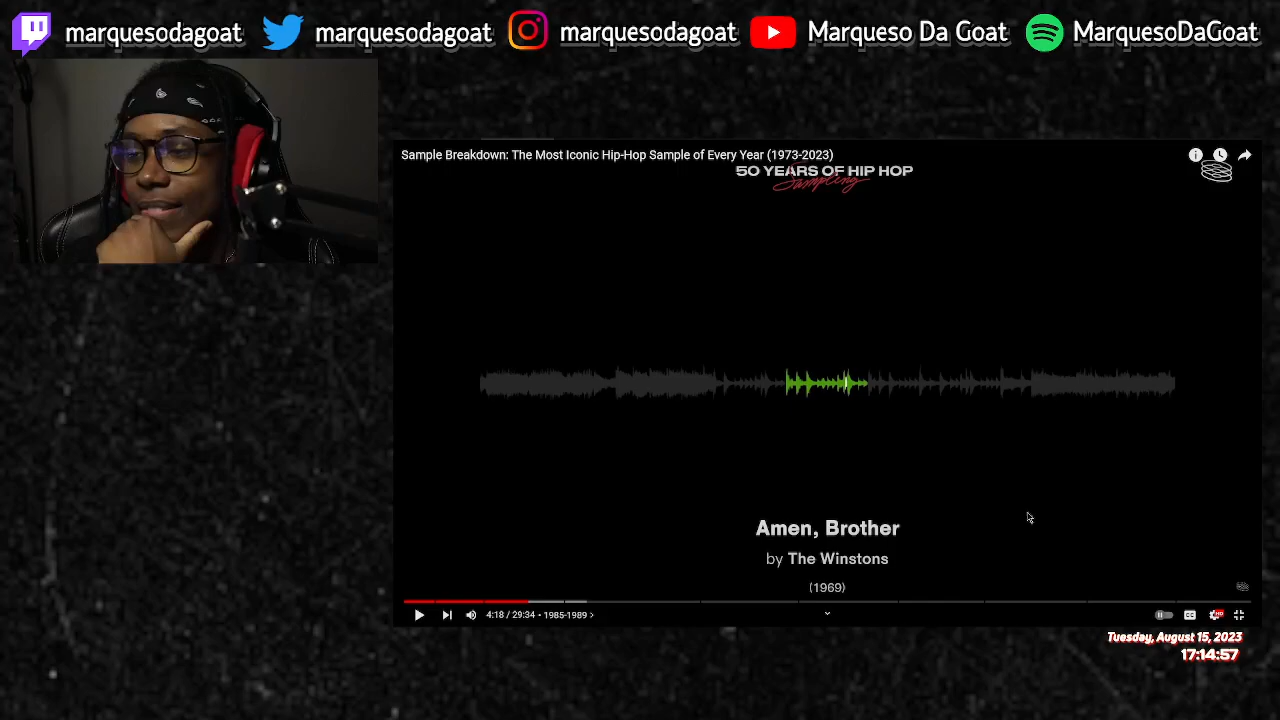 marquesodagoat
marquesodagoat
marquesodagoat
Marqueso Da Goat
MarquesoDaGoat
Sample Breakdown: The Most Iconic Hip-Hop Sample of Every Year (1973-2023)
50 YEARS OF HIP HOP
Sampling
Amen, Brother
by The Winstons
(1969)
4:18 / 29:34 • 1985-1989 >
HD
Tuesday, August 15, 2023
17:14:57